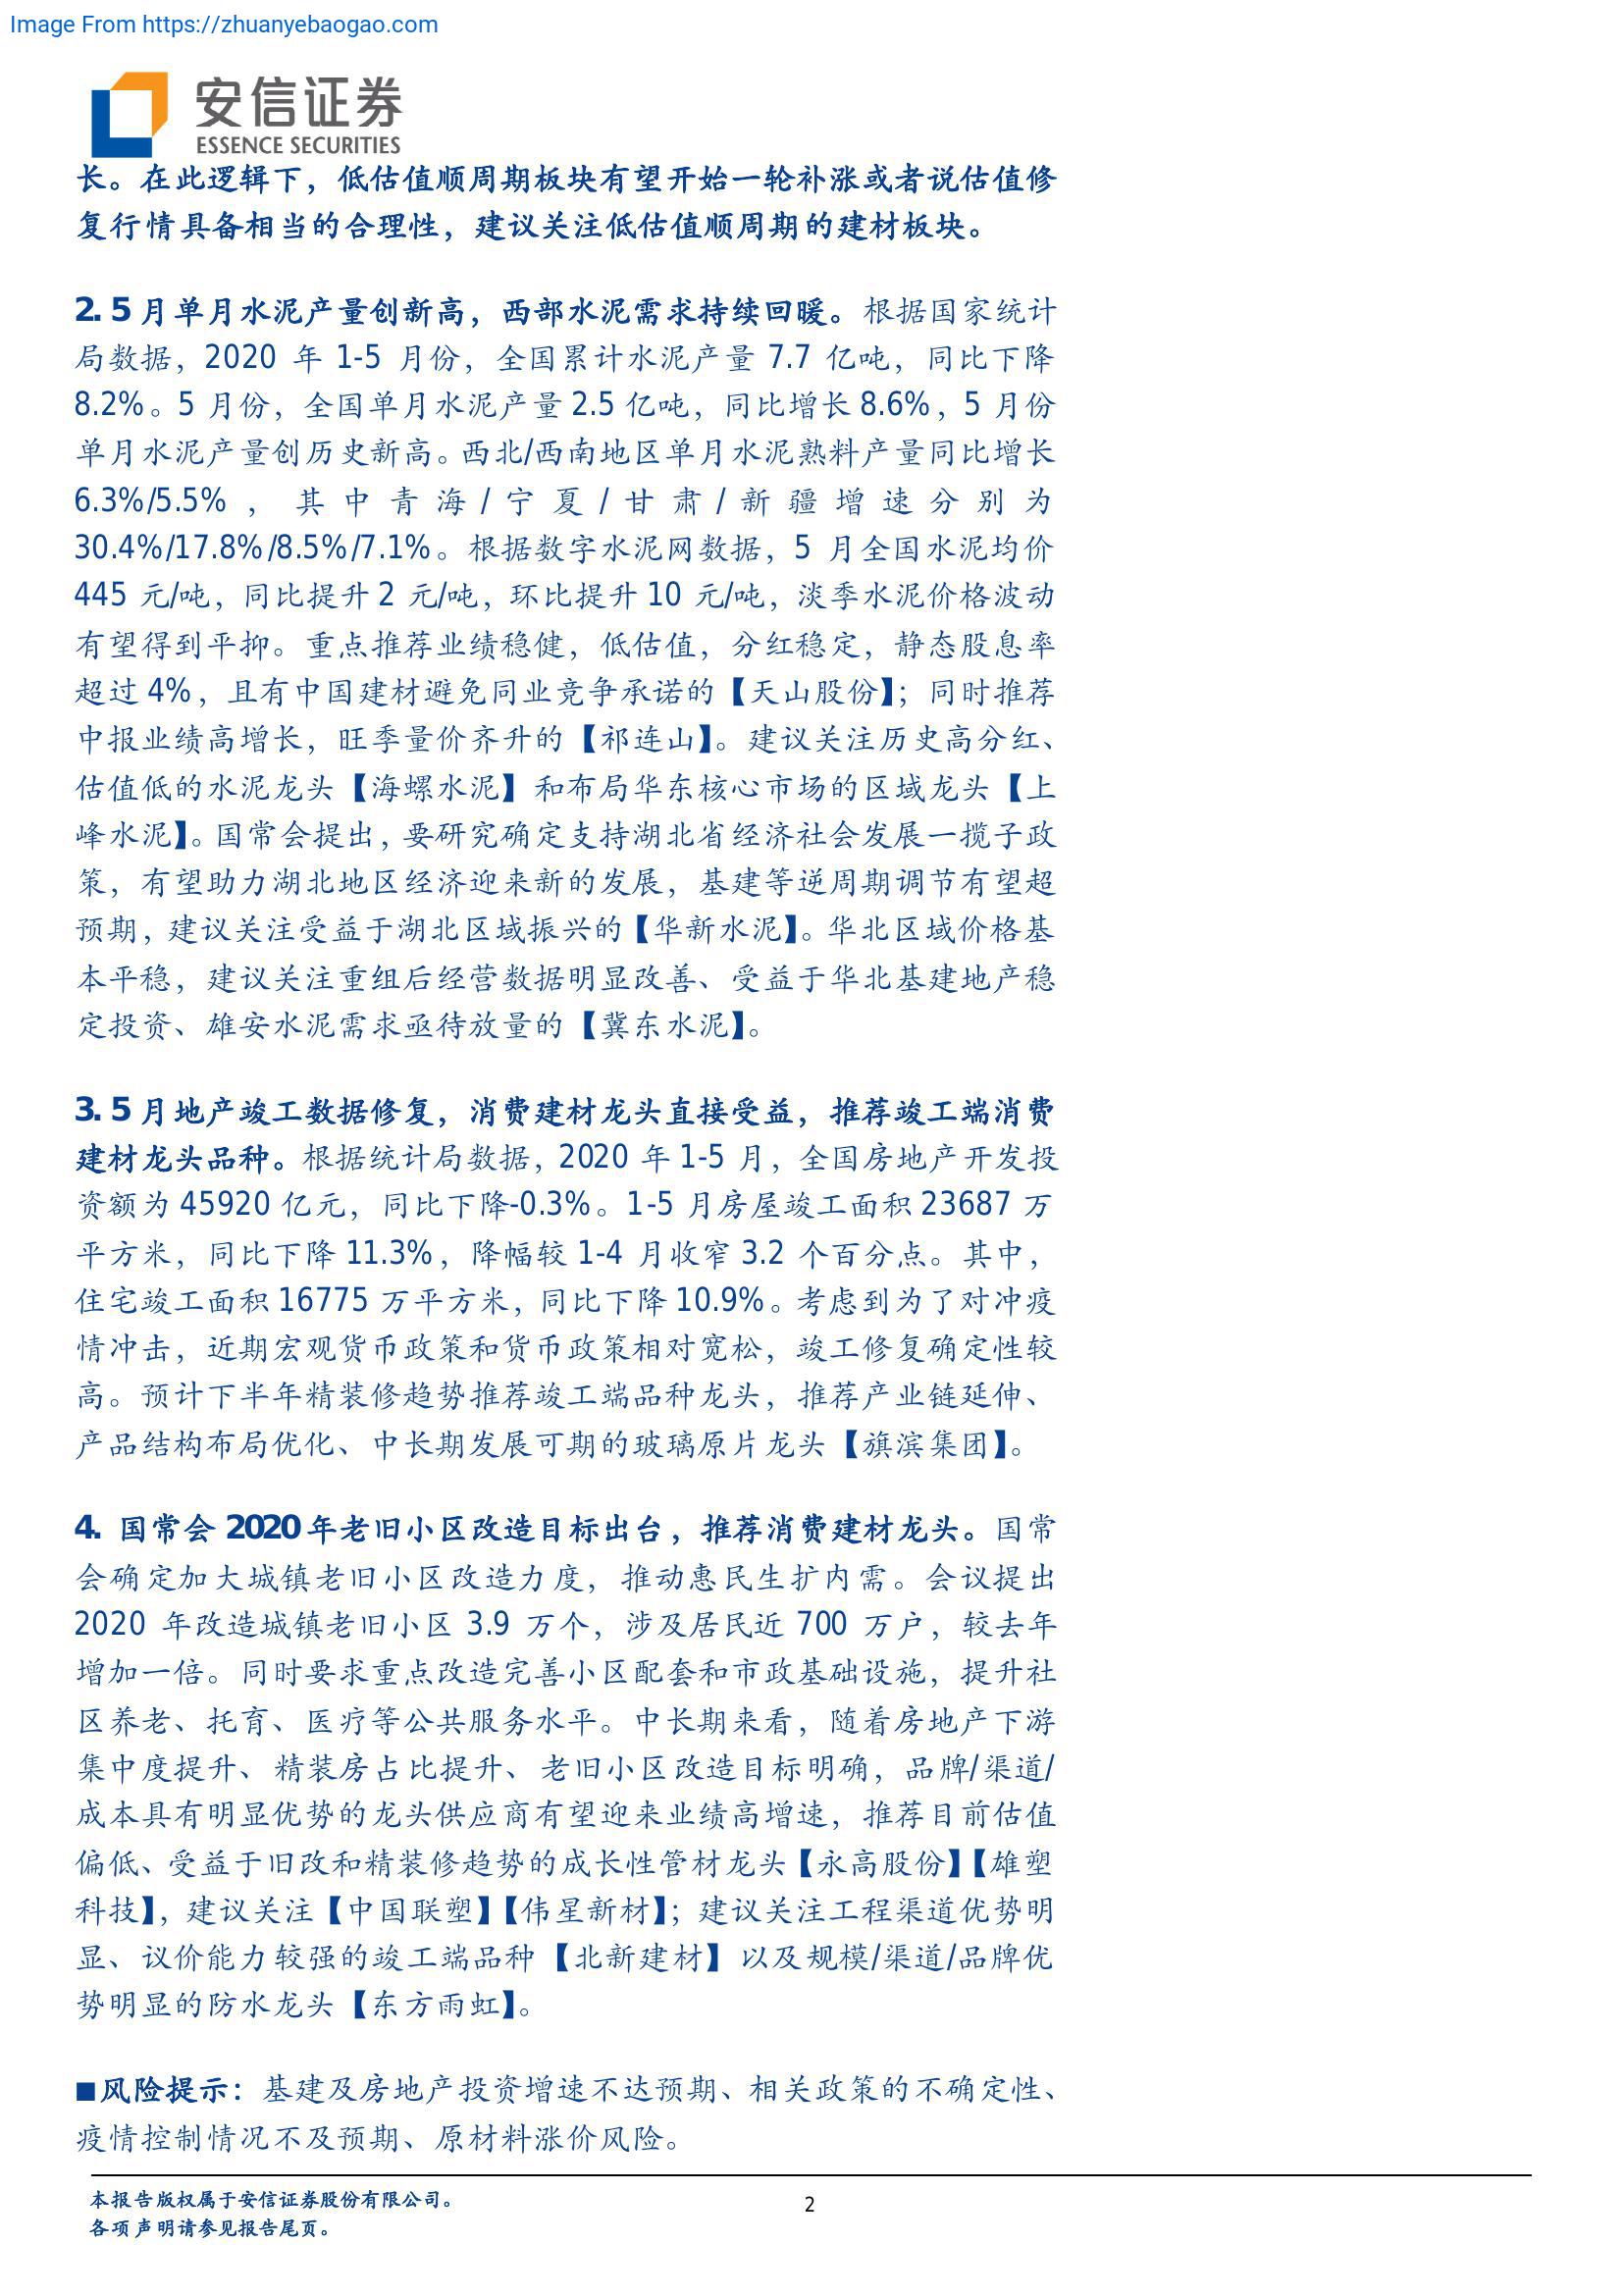 Image From https://zhuanyebaogao.com
安信证券
ESSENCE SECURITIES
长。在此逻辑下，低估值顺周期板块有望开始一轮补涨或者说估值修
复行情具备相当的合理性，建议关注低估值顺周期的建材板块。
2. 5 月单月水泥产量创新高，西部水泥需求持续回暖。根据国家统计
局数据，2020 年 1-5 月份，全国累计水泥产量 7.7 亿吨，同比下降
8.2%。5 月份，全国单月水泥产量 2.5 亿吨，同比增长 8.6%，5 月份
单月水泥产量创历史新高。西北/西南地区单月水泥熟料产量同比增长
6.3%/5.5%，其中青海/宁夏/甘肃/新疆增速分别为
30.4%/17.8%/8.5%/7.1%。根据数字水泥网数据，5 月全国水泥均价
445 元/吨，同比提升 2 元/吨，环比提升 10 元/吨，淡季水泥价格波动
有望得到平抑。重点推荐业绩稳健，低估值，分红稳定，静态股息率
超过 4%，且有中国建材避免同业竞争承诺的【天山股份】；同时推荐
中报业绩高增长，旺季量价齐升的【祁连山】。建议关注历史高分红、
估值低的水泥龙头【海螺水泥】和布局华东核心市场的区域龙头【上
峰水泥】。国常会提出，要研究确定支持湖北省经济社会发展一揽子政
策，有望助力湖北地区经济迎来新的发展，基建等逆周期调节有望超
预期，建议关注受益于湖北区域振兴的【华新水泥】。华北区域价格基
本平稳，建议关注重组后经营数据明显改善、受益于华北基建地产稳
定投资、雄安水泥需求亟待放量的【冀东水泥】。
3. 5 月地产竣工数据修复，消费建材龙头直接受益，推荐竣工端消费
建材龙头品种。根据统计局数据，2020 年 1-5 月，全国房地产开发投
资额为 45920 亿元，同比下降-0.3%。1-5 月房屋竣工面积 23687 万
平方米，同比下降 11.3%，降幅较 1-4 月收窄 3.2 个百分点。其中，
住宅竣工面积 16775 万平方米，同比下降 10.9%。考虑到为了对冲疫
情冲击，近期宏观货币政策和货币政策相对宽松，竣工修复确定性较
高。预计下半年精装修趋势推荐竣工端品种龙头，推荐产业链延伸、
产品结构布局优化、中长期发展可期的玻璃原片龙头【旗滨集团】。
4. 国常会 2020 年老旧小区改造目标出台，推荐消费建材龙头。国常
会确定加大城镇老旧小区改造力度，推动惠民生扩内需。会议提出
2020 年改造城镇老旧小区 3.9 万个，涉及居民近 700 万户，较去年
增加一倍。同时要求重点改造完善小区配套和市政基础设施，提升社
区养老、托育、医疗等公共服务水平。中长期来看，随着房地产下游
集中度提升、精装房占比提升、老旧小区改造目标明确，品牌/渠道/
成本具有明显优势的龙头供应商有望迎来业绩高增速，推荐目前估值
偏低、受益于旧改和精装修趋势的成长性管材龙头【永高股份】【雄塑
科技】，建议关注【中国联塑】【伟星新材】；建议关注工程渠道优势明
显、议价能力较强的竣工端品种【北新建材】以及规模/渠道/品牌优
势明显的防水龙头【东方雨虹】。
■风险提示：基建及房地产投资增速不达预期、相关政策的不确定性、
疫情控制情况不及预期、原材料涨价风险。
本报告版权属于安信证券股份有限公司。
2
各项声明请参见报告尾页。